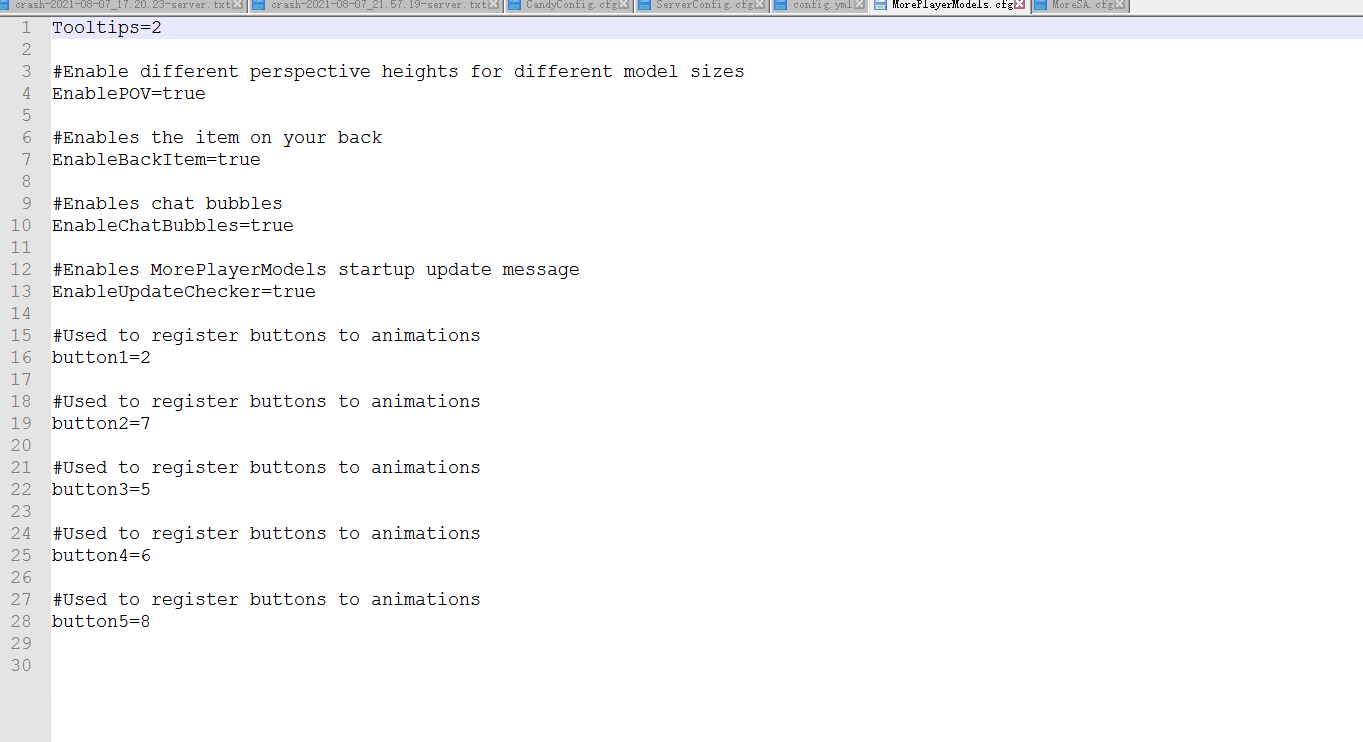 crash-2021-08-07_17.20.23-server.txt crash-2021-08-07_21.57.19-server.txt CandyConfig.cfg ServerConfig.cfg config.yml MorePlayerModels.cfg MoreSA.cfg
1 Tooltips=2
2
3 #Enable different perspective heights for different model sizes
4 EnablePOV=true
5
6 #Enables the item on your back
7 EnableBackItem=true
8
9 #Enables chat bubbles
10 EnableChatBubbles=true
11
12 #Enables MorePlayerModels startup update message
13 EnableUpdateChecker=true
14
15 #Used to register buttons to animations
16 button1=2
17
18 #Used to register buttons to animations
19 button2=7
20
21 #Used to register buttons to animations
22 button3=5
23
24 #Used to register buttons to animations
25 button4=6
26
27 #Used to register buttons to animations
28 button5=8
29
30